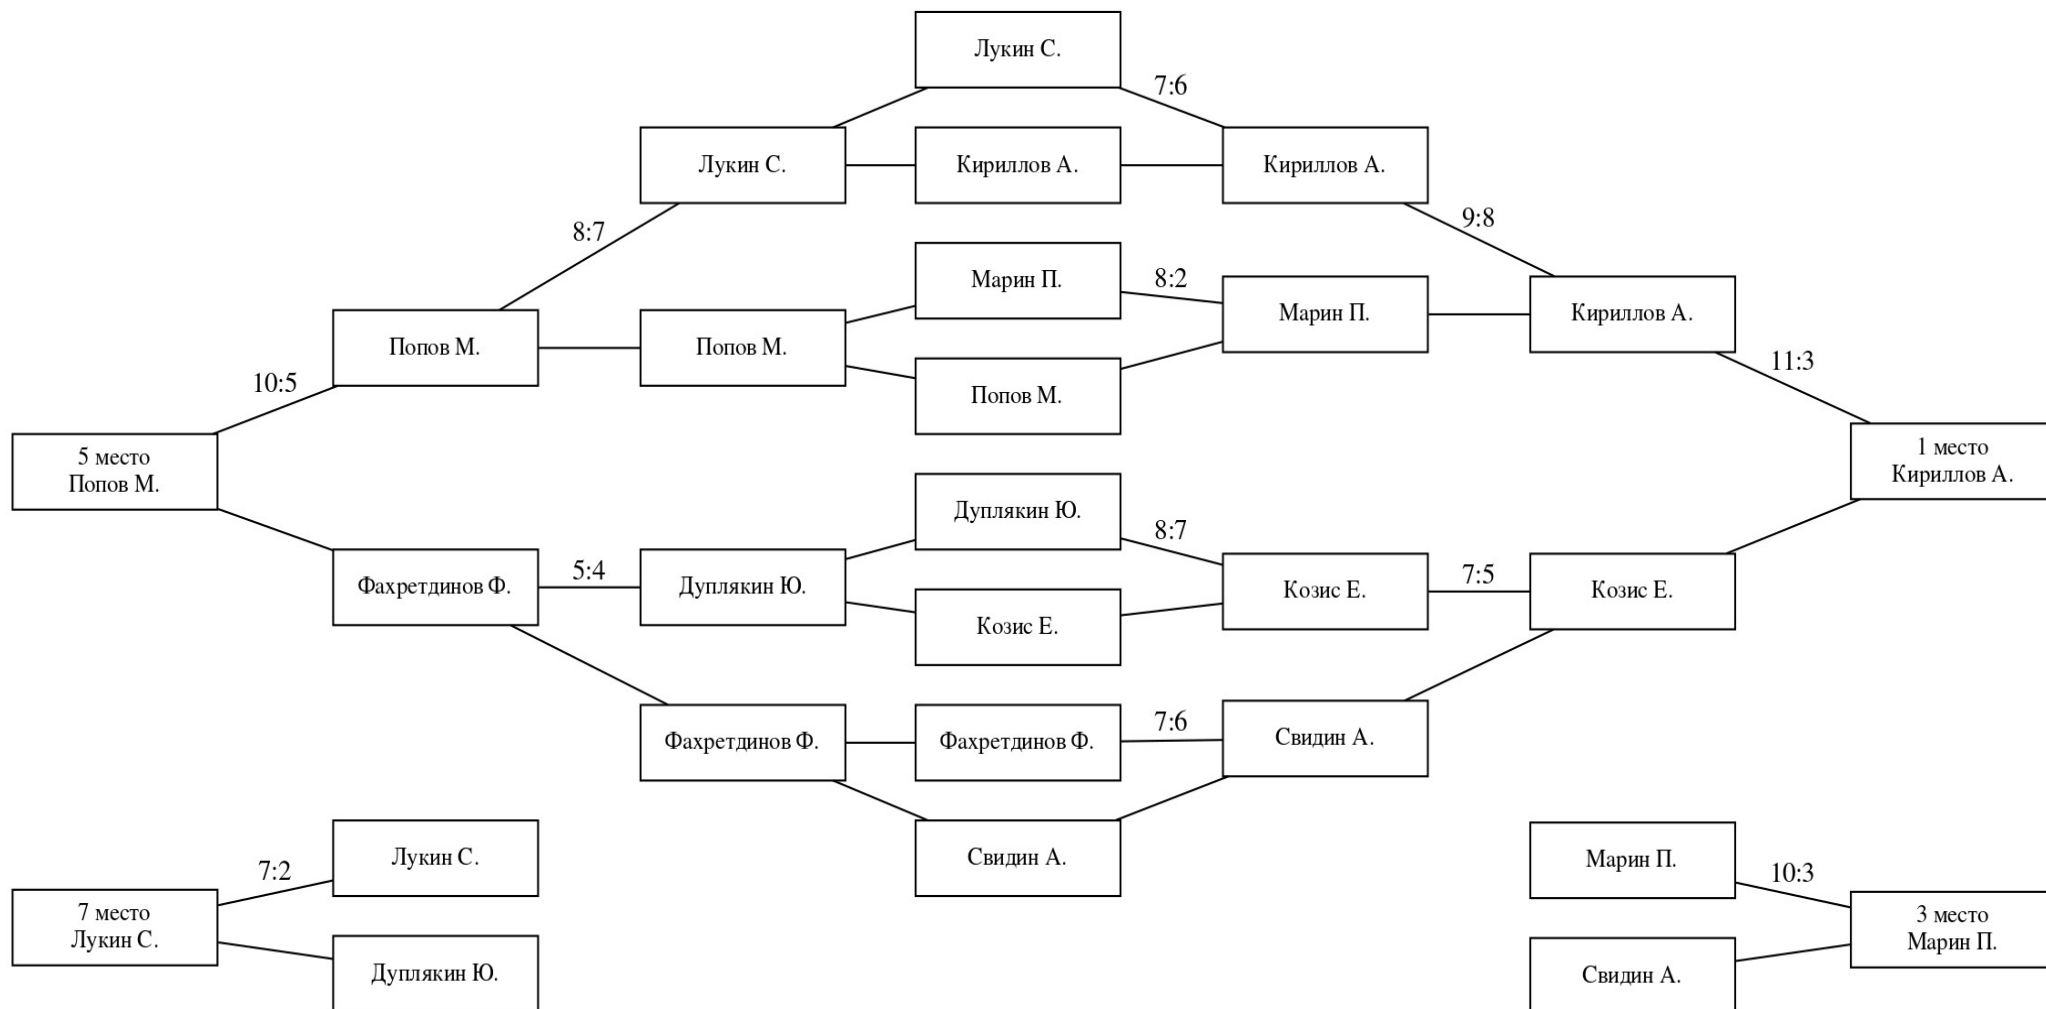 Лукин С.
7:6
Лукин С.
Кириллов А.
Кириллов А.
8:7
9:8
Марин П.
8:2
Марин П.
Кириллов А.
Попов М.
Попов М.
Попов М.
10:5
11:3
5 место
Попов М.
1 место
Кириллов А.
Дуплякин Ю.
8:7
Фахретдинов Ф.
5:4
Дуплякин Ю.
Козис Е.
Козис Е.
7:5
Козис Е.
Фахретдинов Ф.
Фахретдинов Ф.
7:6
Свидин А.
Свидин А.
Лукин С.
7:2
7 место
Лукин С.
Дуплякин Ю.
Марин П.
10:3
3 место
Марин П.
Свидин А.